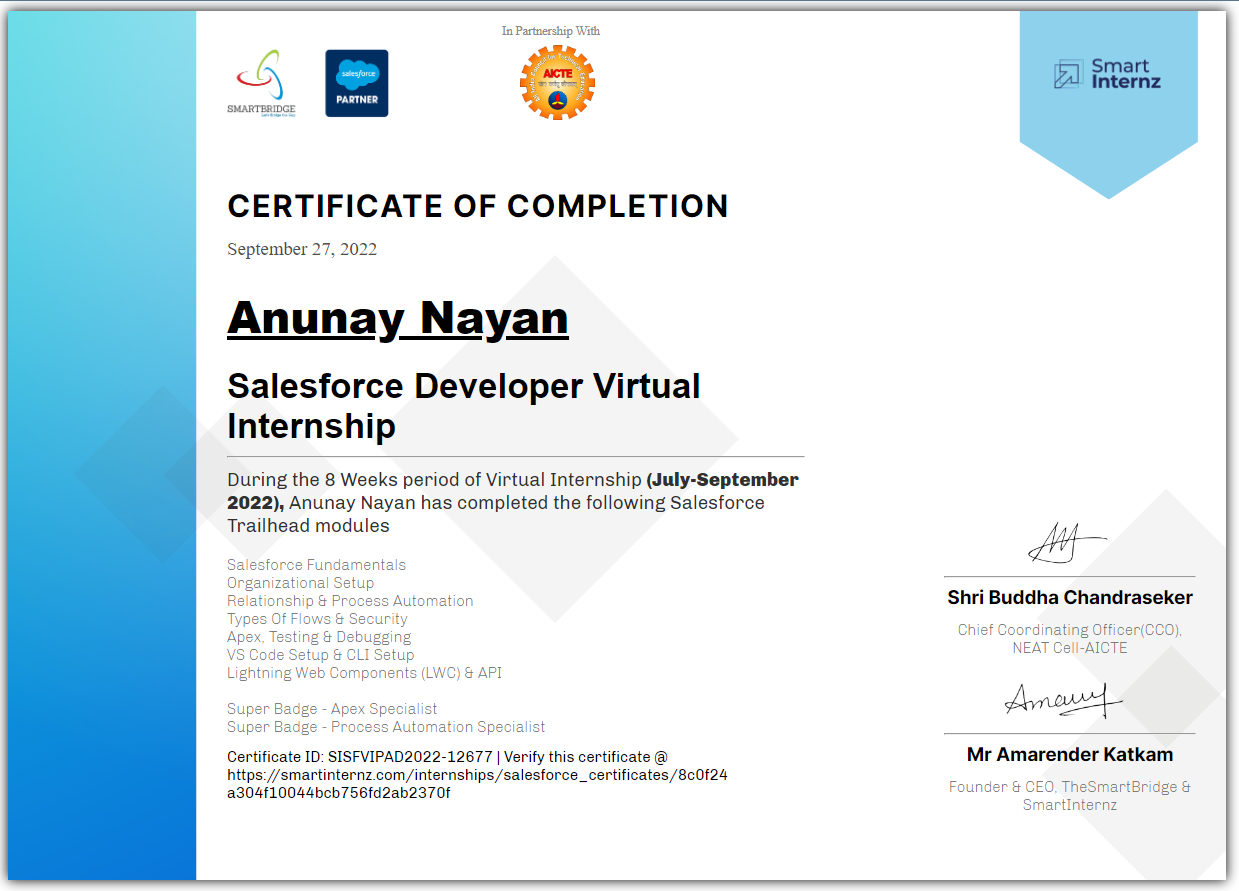 In Partnership With
SMARTBRIDGE
salesforce
PARTNER
AICTE
Smart
Internz
CERTIFICATE OF COMPLETION
September 27, 2022
Anunay Nayan
Salesforce Developer Virtual
Internship
During the 8 Weeks period of Virtual Internship (July-September
2022), Anunay Nayan has completed the following Salesforce
Trailhead modules
Salesforce Fundamentals
Organizational Setup
Relationship & Process Automation
Types Of Flows & Security
Apex, Testing & Debugging
VS Code Setup & CLI Setup
Lightning Web Components (LWC) & API
Super Badge - Apex Specialist
Super Badge - Process Automation Specialist
Certificate ID: SISFVIPAD2022-12677 | Verify this certificate @
https://smartinternz.com/internships/salesforce_certificates/8c0f24
a304f10044bcb756fd2ab2370f
Shri Buddha Chandraseker
Chief Coordinating Officer(CCO),
NEAT Cell-AICTE
Mr Amarender Katkam
Founder & CEO, TheSmartBridge &
SmartInternz